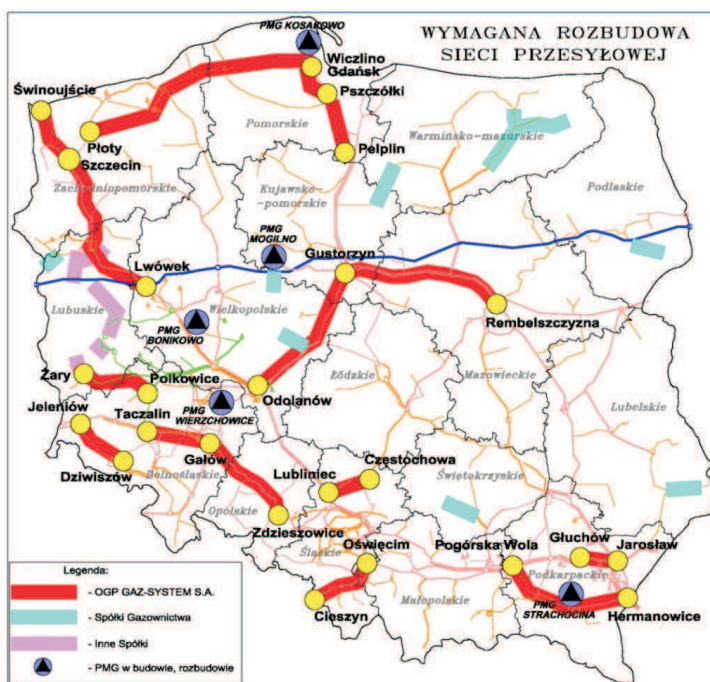 WYMAGANA ROZBUDOWA
SIECI PRZESYŁOWEJ
PMG KOSAKOWO
Wiczlino
Gdańsk
Pszczółki
Świnoujście
Płoty
Szczecin
Pomorskie
Pelplin
Warmińsko-mazurskie
Zachodniopomorskie
Kujawsko-
-pomorskie
Podlaskie
PMG
MOGILNO
Gustorzyn
Lwówek
Lubuskie
Wielkopolskie
PMG
BONIKOWO
Rembelszczyzna
Żary
Polkowice
Odolanów
Łódzkie
Mazowieckie
Jeleniów
Taczalin
PMG
WIERZCHOWICE
Lubelskie
Dziwiszów
Gałów
Dolnośląskie
Lubliniec
Częstochowa
Świętokrzyskie
Opolskie
Zdzieszowice
Śląskie
Oświęcim
Pogórska Wola
Głuchów
Jarosław
Podkarpackie
Cieszyn
Małopolskie
PMG
STRACHOCINA
Hermanowice
Legenda:
- OGP GAZ-SYSTEM S.A.
- Spółki Gazownictwa
- Inne Spółki
- PMG w budowie, rozbudowie